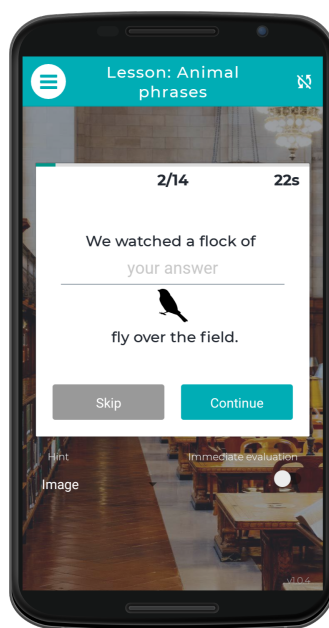 Lesson: Animal
phrases
2/14
22s
We watched a flock of
your answer
fly over the field.
Skip
Continue
Hint
Immediate evaluation
Image
v1.0.4